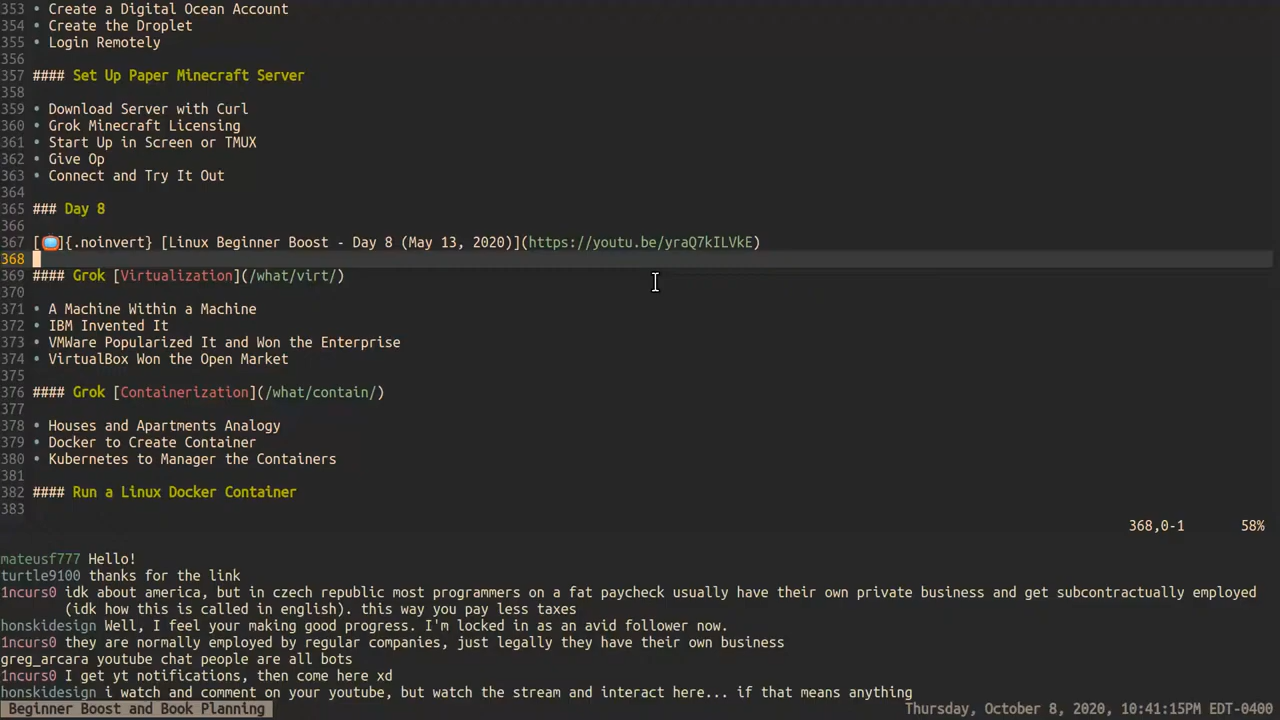 353 • Create a Digital Ocean Account
354 • Create the Droplet
355 • Login Remotely
356
357 #### Set Up Paper Minecraft Server
358
359 • Download Server with Curl
360 • Grok Minecraft Licensing
361 • Start Up in Screen or TMUX
362 • Give Op
363 • Connect and Try It Out
364
365 ### Day 8
366
367 [📺]{.noinvert} [Linux Beginner Boost - Day 8 (May 13, 2020)](https://youtu.be/yraQ7kILVkE)
368
369 #### Grok [Virtualization](/what/virt/)
370
371 • A Machine Within a Machine
372 • IBM Invented It
373 • VMWare Popularized It and Won the Enterprise
374 • VirtualBox Won the Open Market
375
376 #### Grok [Containerization](/what/contain/)
377
378 • Houses and Apartments Analogy
379 • Docker to Create Container
380 • Kubernetes to Manager the Containers
381
382 #### Run a Linux Docker Container
383
368,0-1 58%
mateusf777 Hello!
turtle9100 thanks for the link
1ncurs0 idk about america, but in czech republic most programmers on a fat paycheck usually have their own private business and get subcontractually employed
(idk how this is called in english). this way you pay less taxes
honskidesign Well, I feel your making good progress. I'm locked in as an avid follower now.
1ncurs0 they are normally employed by regular companies, just legally they have their own business
greg_arcara youtube chat people are all bots
1ncurs0 I get yt notifications, then come here xd
honskidesign i watch and comment on your youtube, but watch the stream and interact here... if that means anything
Beginner Boost and Book Planning Thursday, October 8, 2020, 10:41:15PM EDT-0400